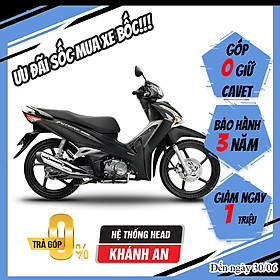 ƯU ĐÃI SỐC MUA XE BỐC!!!
GÓP
0 GIỮ
CAVET
BẢO HÀNH
3 NĂM
GIẢM NGAY
1 TRIỆU
TRẢ GÓP 0%
HỆ THỐNG HEAD
KHÁNH AN
Đến ngày 30.06